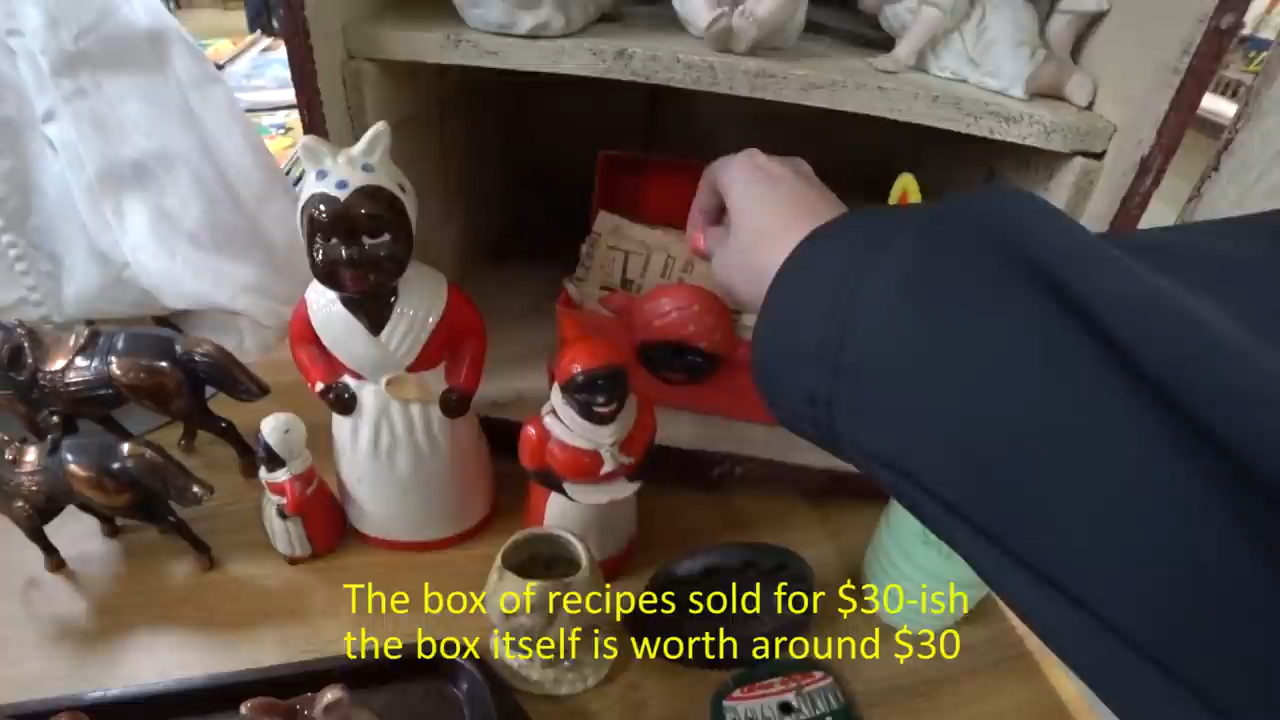 The box of recipes sold for $30-ish
the box itself is worth around $30